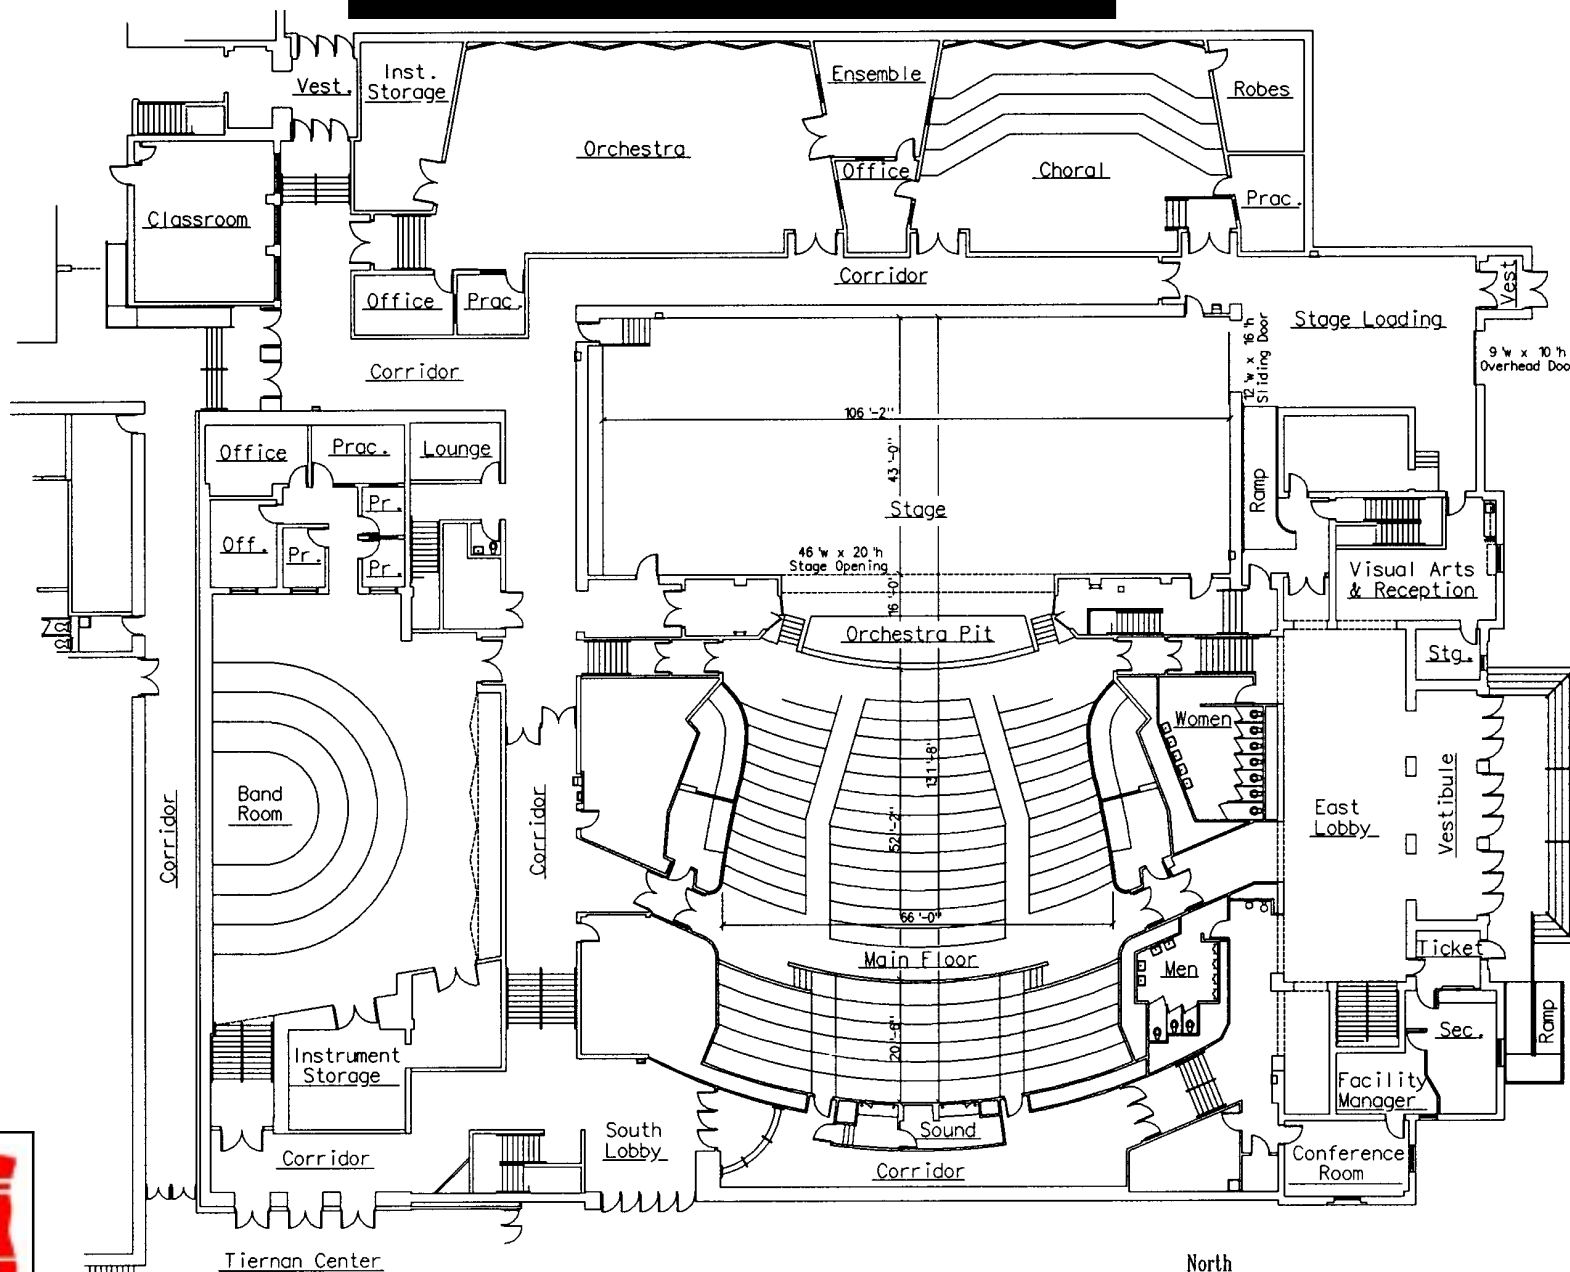 Inst.
Storage
Vest.
Ensemble
Robes
Orchestra
Office
Choral
Prac.
Classroom
Corridor
Vest
Office
Prac.
Stage Loading
12 'w x 16 'h
Sliding Door
9 'w x 10 'h
Overhead Doo
Corridor
106 '-2"
Office
Prac.
Lounge
43 '-0"
Ramp
Pr.
Stage
Off.
Pr.
Pr.
46 'w x 20 'h
Stage Opening
Visual Arts
& Reception
16 '-0"
Orchestra Pit
Stg.
Women
131 '-8"
Band
Room
Corridor
Corridor
52 '-2"
East
Lobby
Vestibule
66 '-0"
Main Floor
Men
Ticket
Ramp
Sec.
20 '-6"
Instrument
Storage
Facility
Manager
South
Lobby
Sound
Corridor
Corridor
Conference
Room
Tiernan Center
North